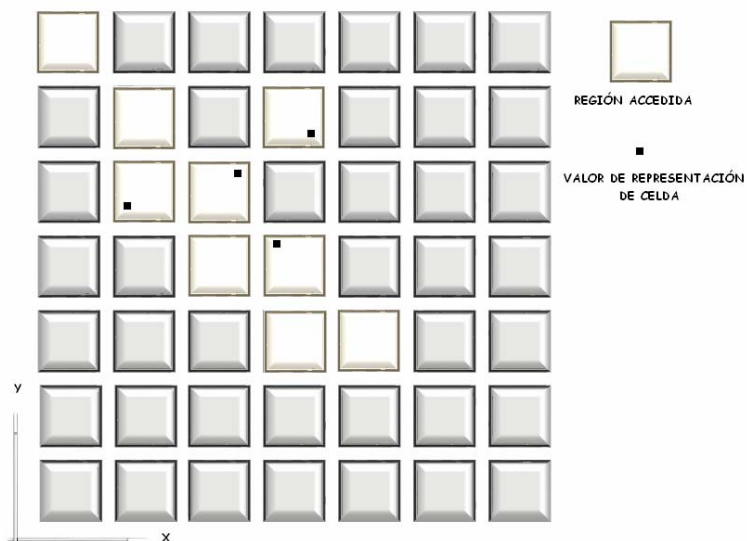 REGIÓN ACCEDIDA
VALOR DE REPRESENTACIÓN
DE CELDA
Y
X